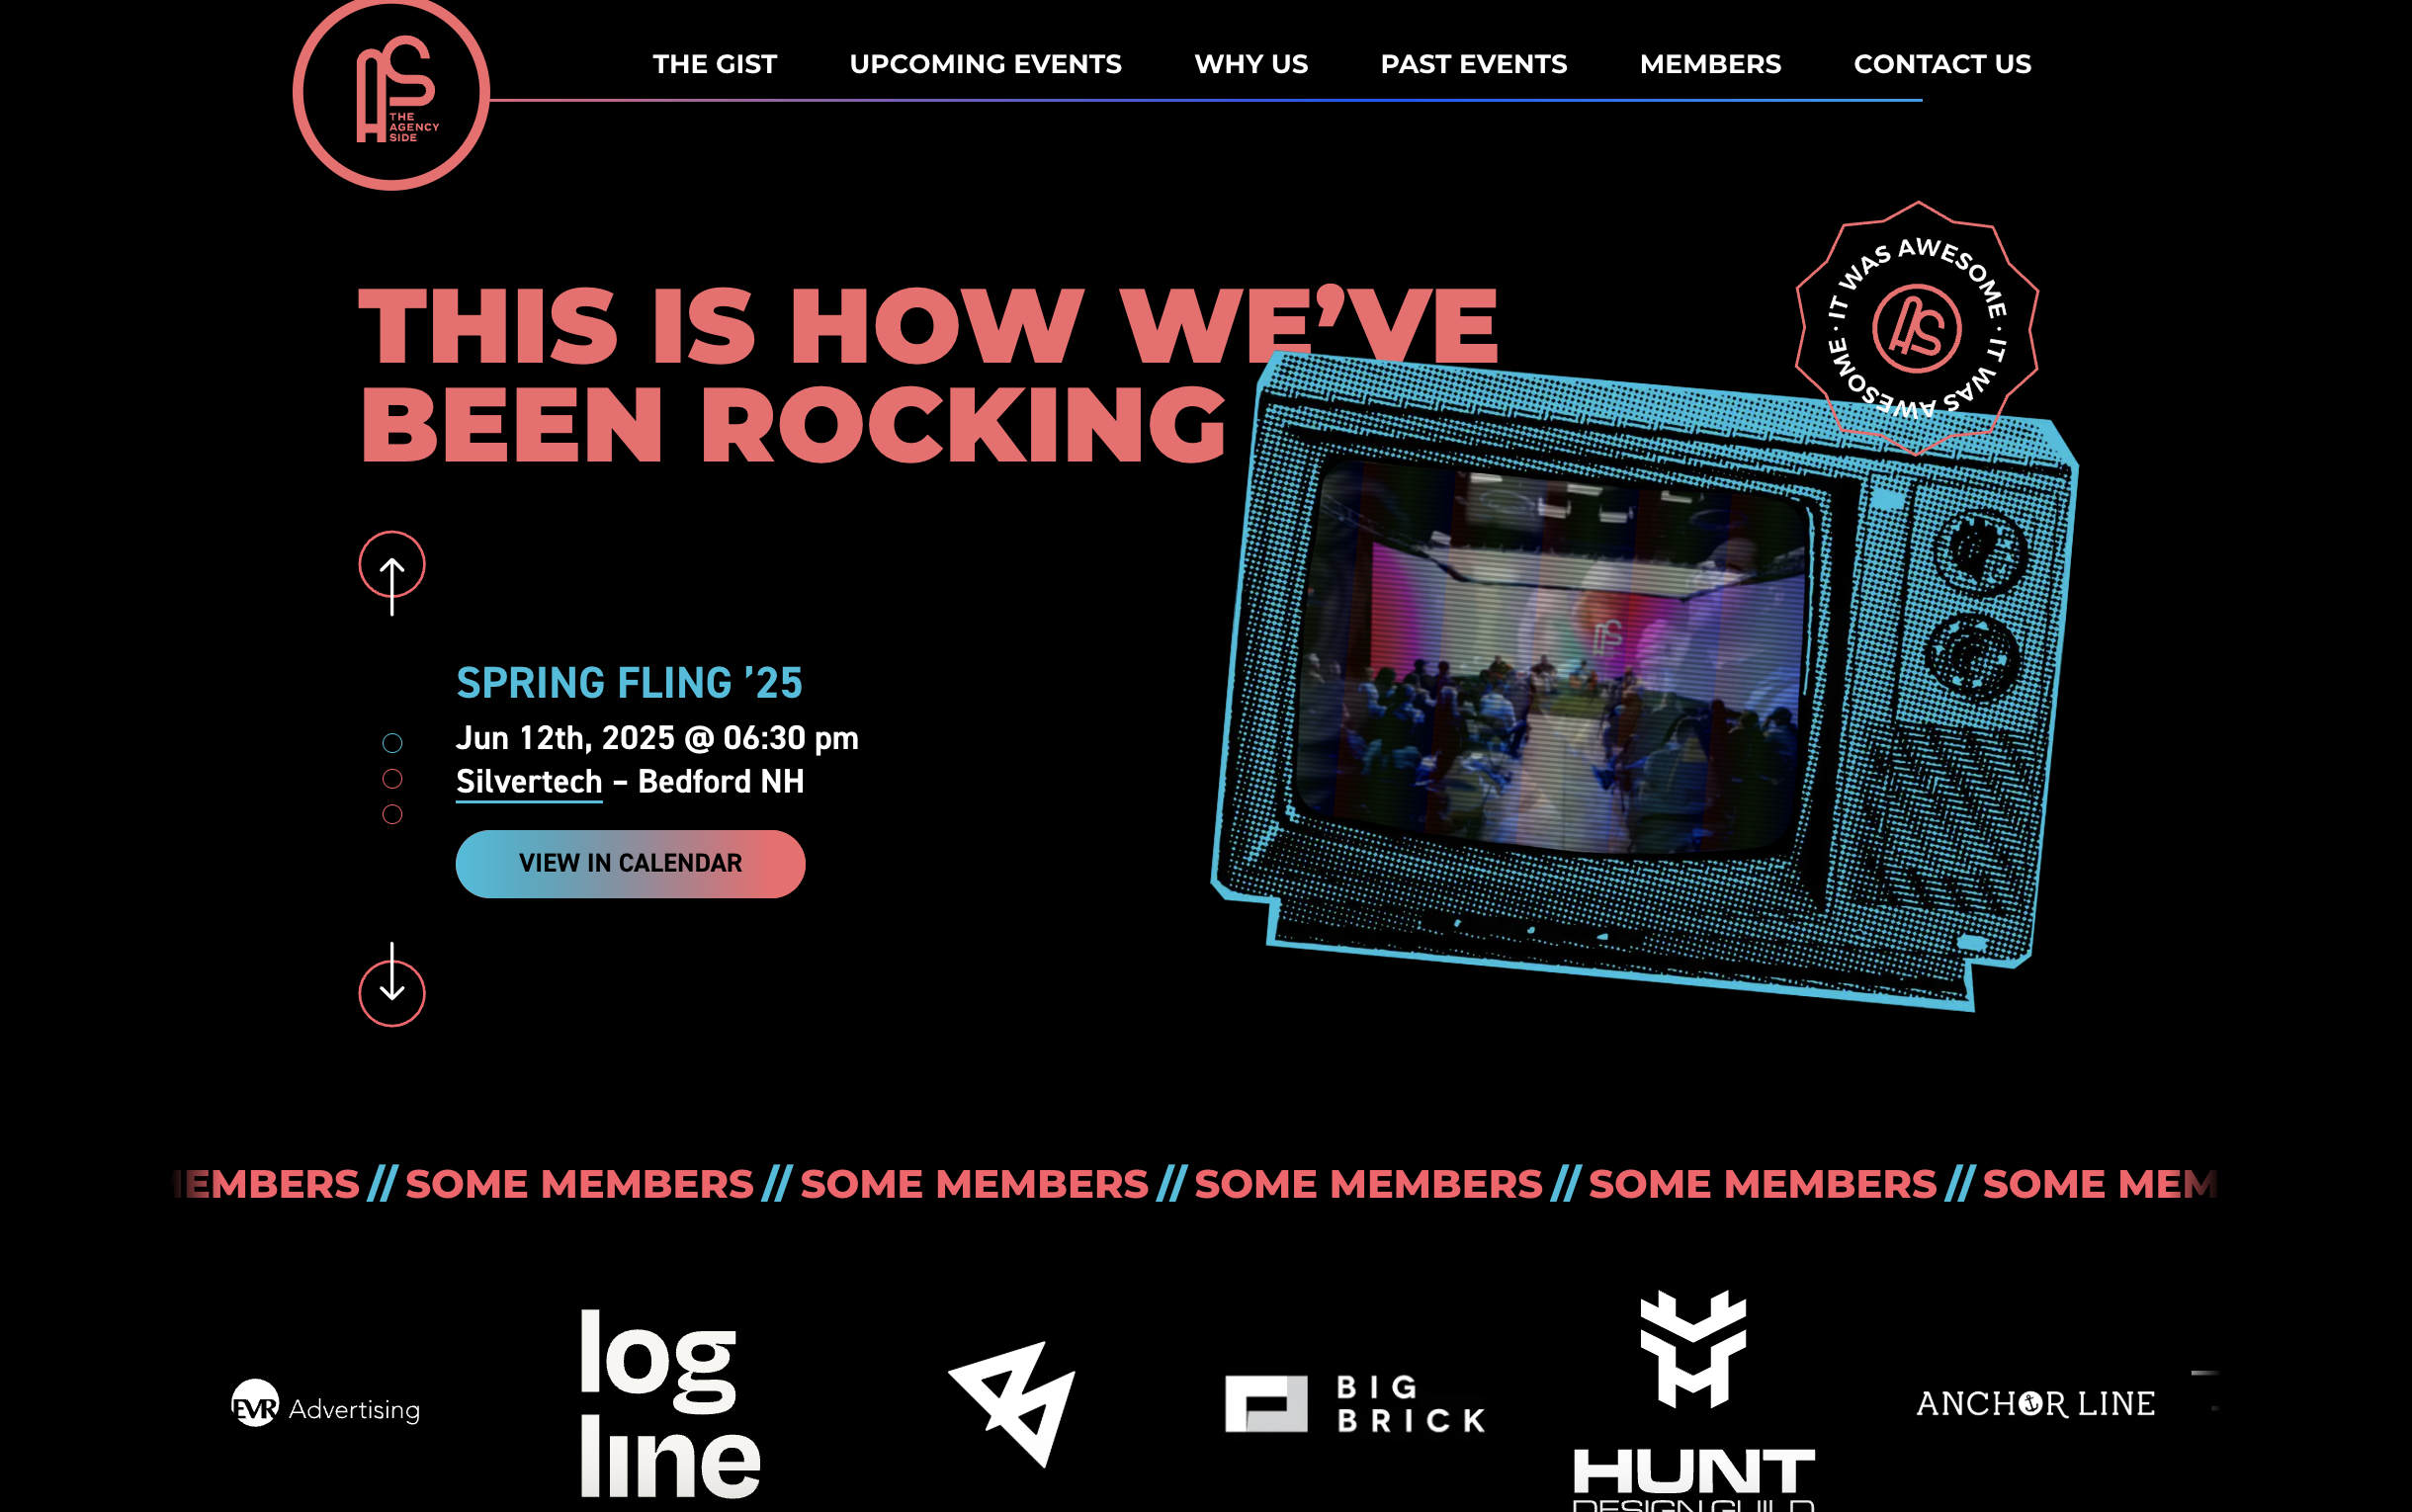 THE AGENCY SIDE
THE GIST
UPCOMING EVENTS
WHY US
PAST EVENTS
MEMBERS
CONTACT US
IT WAS AWESOME · IT WAS AWESOME ·
THIS IS HOW WE’VE
BEEN ROCKING
SPRING FLING ’25
Jun 12th, 2025 @ 06:30 pm
Silvertech – Bedford NH
VIEW IN CALENDAR
EMBERS // SOME MEMBERS // SOME MEMBERS // SOME MEMBERS // SOME MEMBERS // SOME MEM
EVR Advertising
log
line
BIG
BRICK
HUNT
DESIGN GUILD
ANCHOR LINE